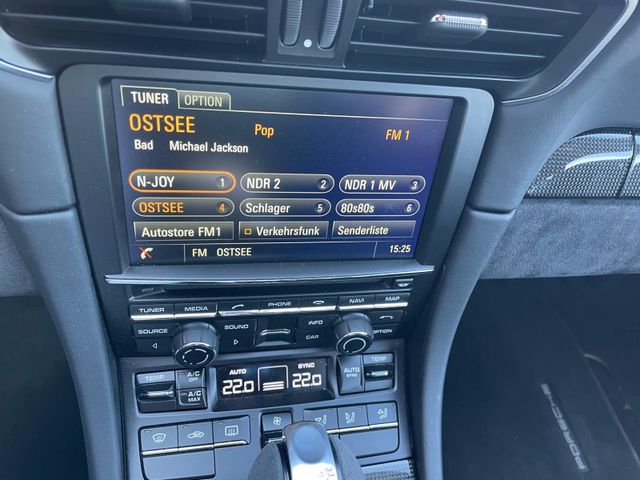 TUNER OPTION
OSTSEE Pop FM 1
Bad Michael Jackson
N-JOY 1 NDR 2 2 NDR 1 MV 3
OSTSEE 4 Schlager 5 80s80s 6
Autostore FM1 Verkehrsfunk Senderliste
FM OSTSEE 15:25
TUNER MEDIA PHONE NAVI MAP
SOURCE SOUND INFO OPTION
CAR
TEMP A/C OFF AUTO 22.0 SYNC 22.0 AUTO SYNC TEMP
A/C MAX
PORSCHE